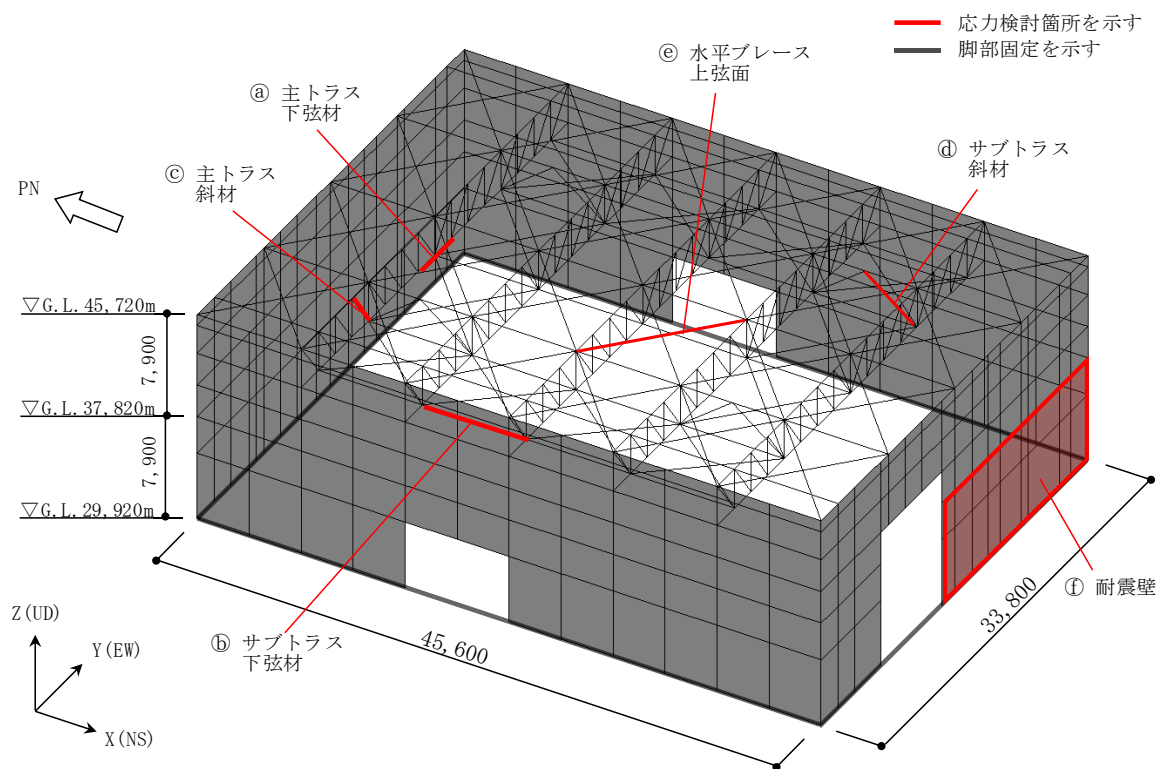 応力検討箇所を示す
脚部固定を示す
ⓔ 水平ブレース
上弦面
ⓐ 主トラス
下弦材
ⓓ サブトラス
斜材
ⓒ 主トラス
斜材
PN
▽G.L.45,720m
7,900
▽G.L.37,820m
7,900
▽G.L.29,920m
ⓕ 耐震壁
33,800
45,600
ⓑ サブトラス
下弦材
Z(UD)
Y(EW)
X(NS)